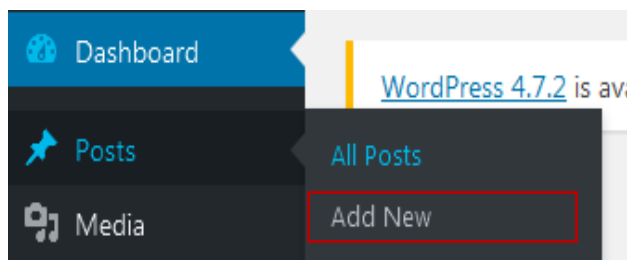 Dashboard
WordPress 4.7.2 is ava
Posts
All Posts
Add New
Media